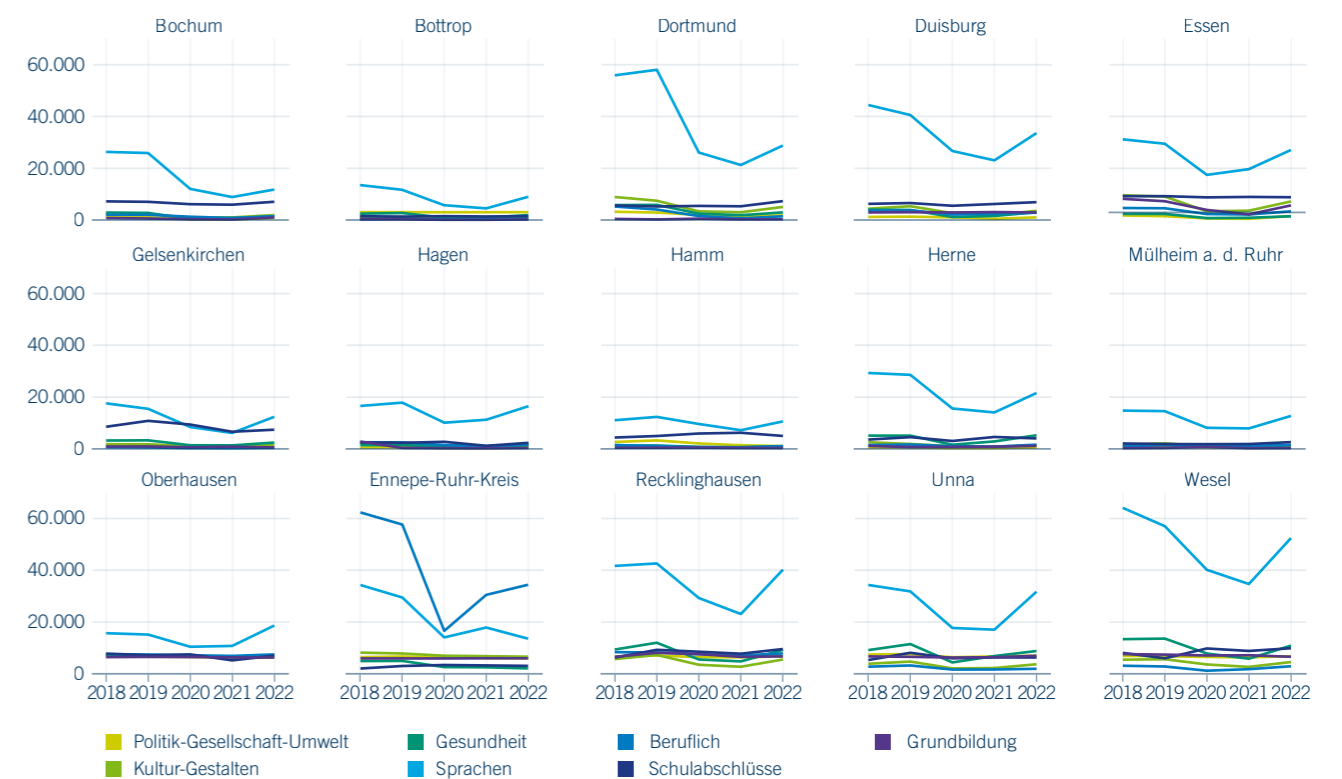 Bochum Bottrop Dortmund Duisburg Essen
60.000
40.000
20.000
0
Gelsenkirchen Hagen Hamm Herne Mülheim a. d. Ruhr
60.000
40.000
20.000
0
Oberhausen Ennepe-Ruhr-Kreis Recklinghausen Unna Wesel
60.000
40.000
20.000
0
2018 2019 2020 2021 2022 2018 2019 2020 2021 2022 2018 2019 2020 2021 2022 2018 2019 2020 2021 2022 2018 2019 2020 2021 2022
Politik-Gesellschaft-Umwelt Gesundheit Beruflich Grundbildung
Kultur-Gestalten Sprachen Schulabschlüsse